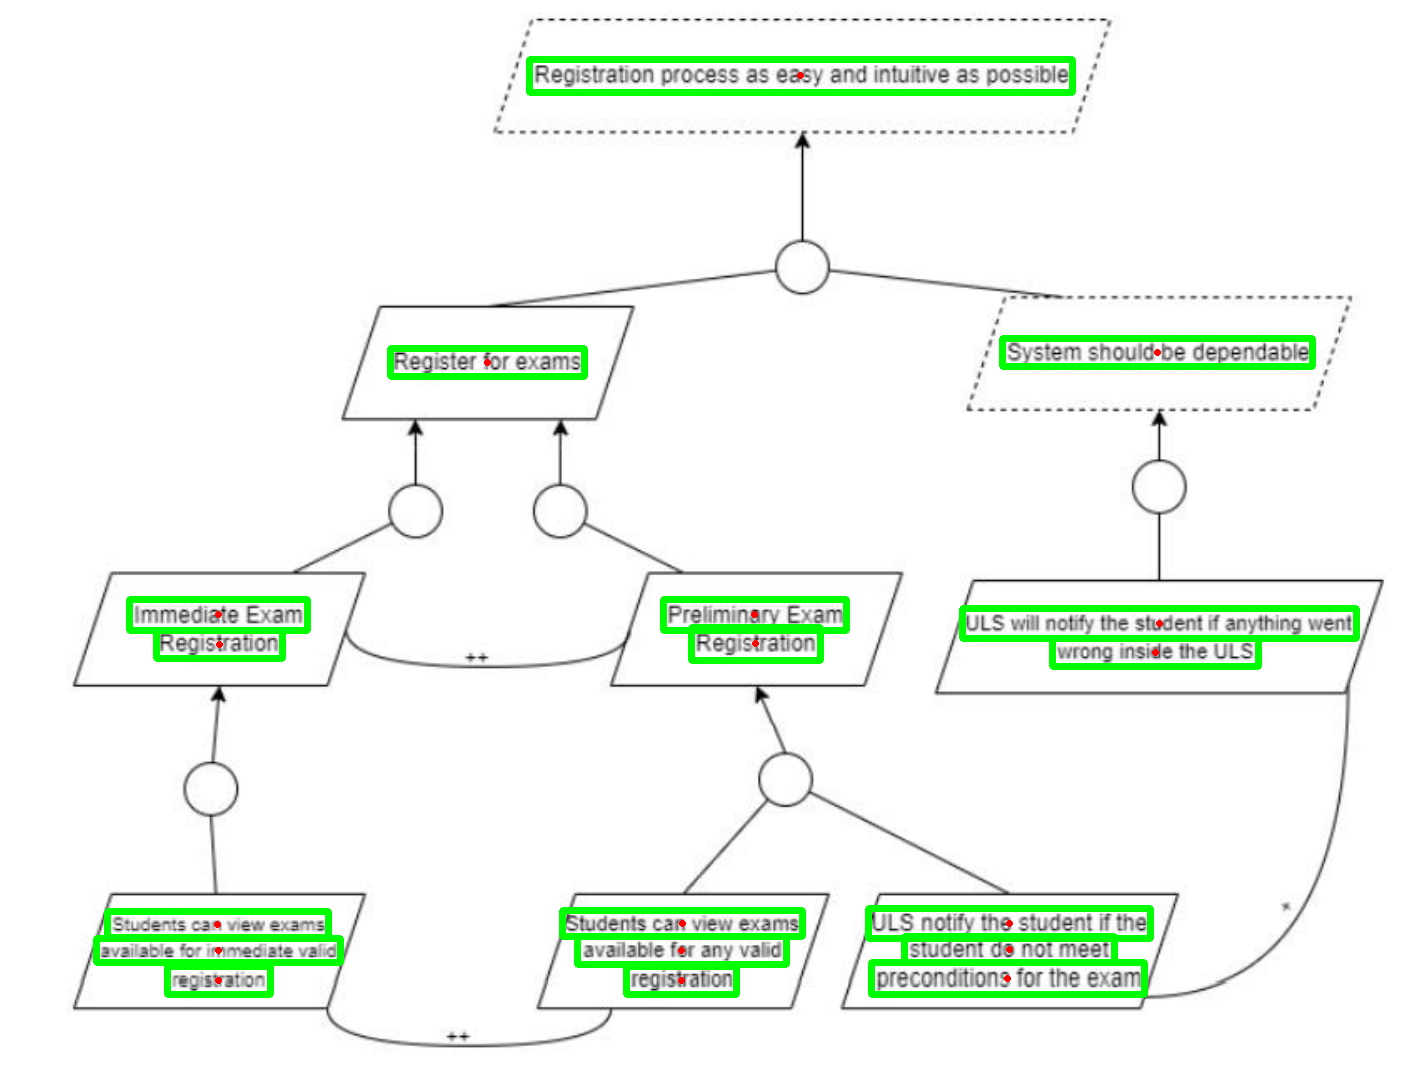 Registration process as easy and intuitive as possible
Register for exams
System should be dependable
Immediate Exam
Registration
Preliminary Exam
Registration
ULS will notify the student if anything went
wrong inside the ULS
++
Students can view exams
available for immediate valid
registration
Students can view exams
available for any valid
registration
ULS notify the student if the
student do not meet
preconditions for the exam
+
++